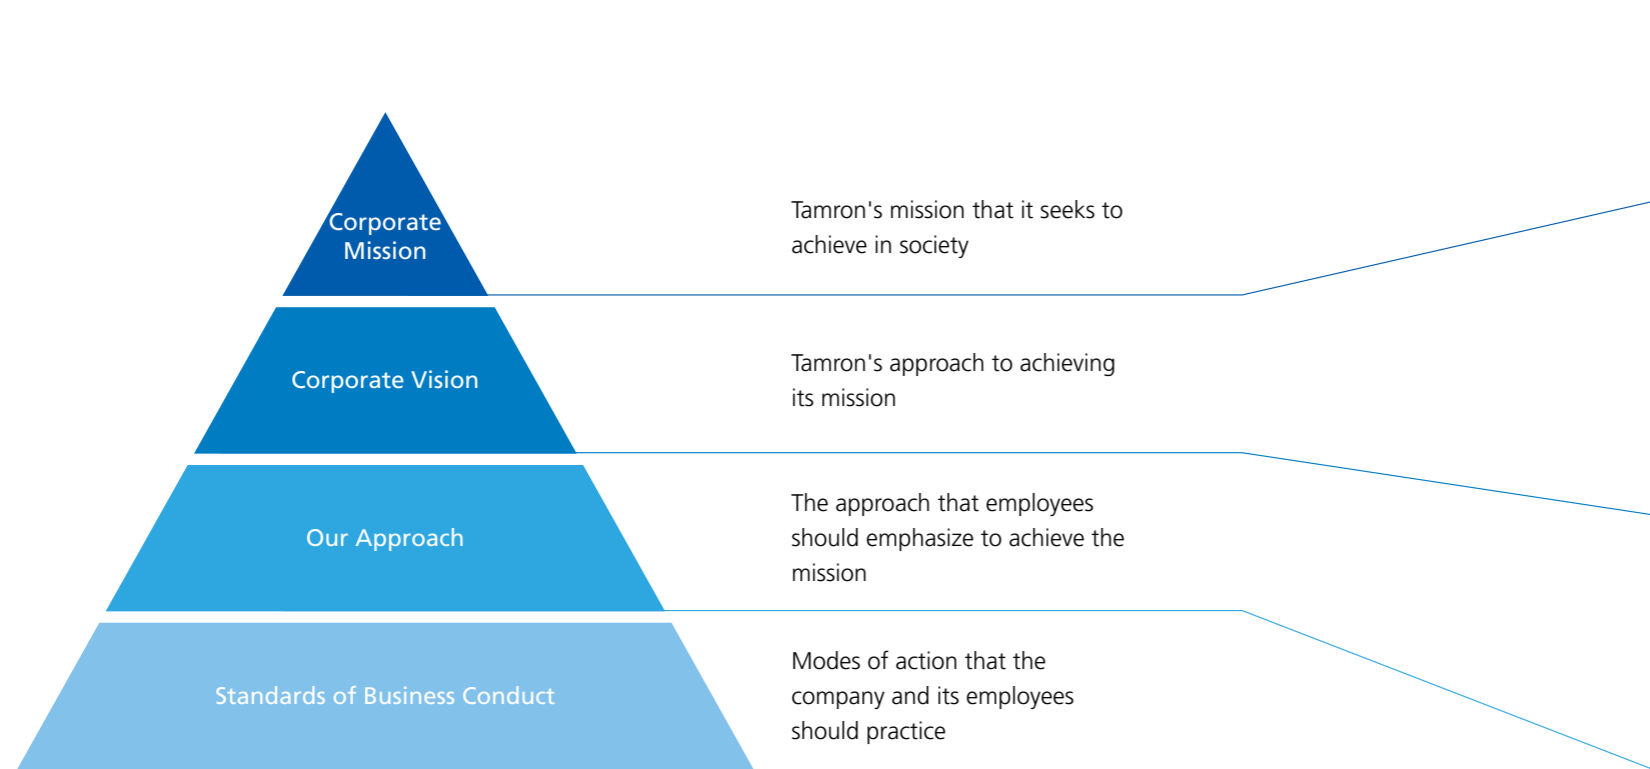 Corporate
Mission
Tamron's mission that it seeks to
achieve in society
Corporate Vision
Tamron's approach to achieving
its mission
Our Approach
The approach that employees
should emphasize to achieve the
mission
Standards of Business Conduct
Modes of action that the
company and its employees
should practice